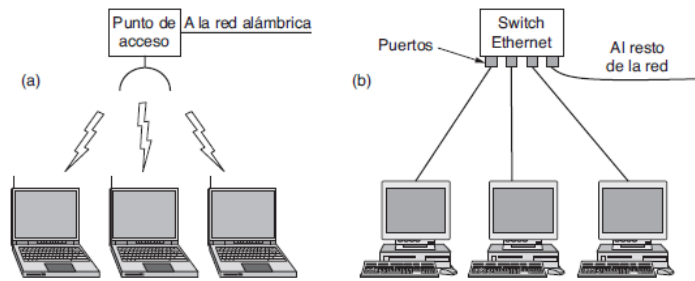 Punto de
acceso
A la red alámbrica
(a)
Switch
Ethernet
Puertos
Al resto
de la red
(b)